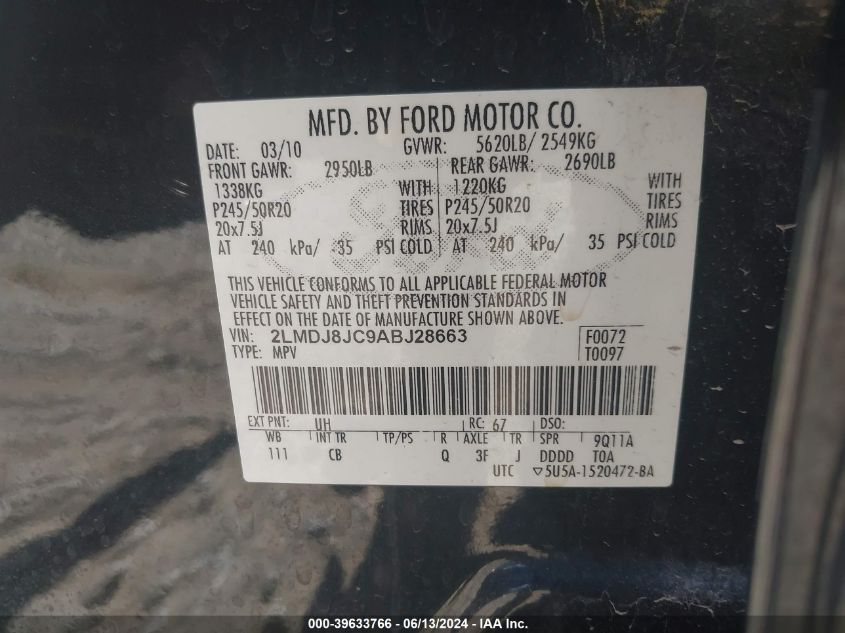 MFD. BY FORD MOTOR CO.
DATE: 03/10 GVWR: 5620LB/ 2549KG
FRONT GAWR: 2950LB REAR GAWR: 2690LB
1338KG WITH 1220KG WITH
P245/50R20 TIRES P245/50R20 TIRES
20x7.5J RIMS 20x7.5J RIMS
AT 240 kPa/ 35 PSI COLD AT 240 kPa/ 35 PSI COLD
THIS VEHICLE CONFORMS TO ALL APPLICABLE FEDERAL MOTOR
VEHICLE SAFETY AND THEFT PREVENTION STANDARDS IN
EFFECT ON THE DATE OF MANUFACTURE SHOWN ABOVE.
VIN: 2LMDJ8JC9ABJ28663 F0072
TYPE: MPV T0097
EXT PNT: UH RC: 67 DSO:
WB INT TR TP/PS R AXLE TR SPR 9Q11A
111 CB Q 3F J DDDD TOA
UTC ▽5U5A-1520472-BA
000-39633766 - 06/13/2024 - IAA Inc.